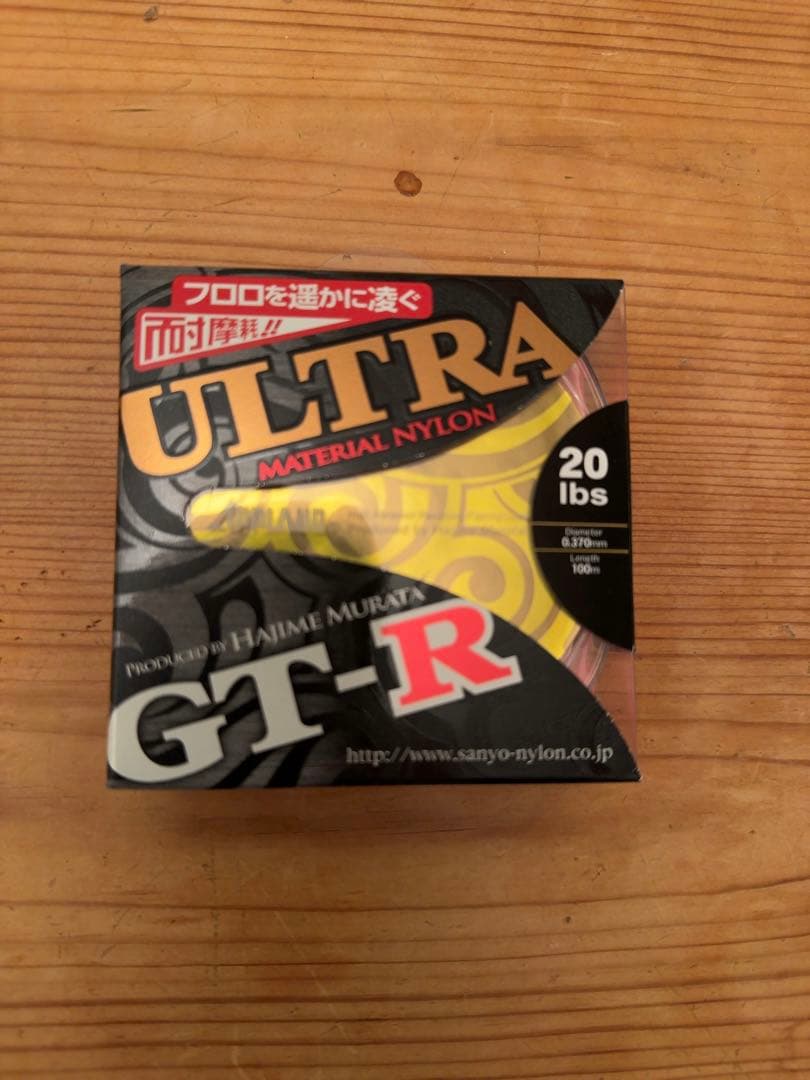 フロロを遥かに凌ぐ
耐摩耗!!
ULTRA
MATERIAL NYLON
20
lbs
Diameter
0.370mm
Length
100m
PRODUCED BY HAJIME MURATA
GT-R
http://www.sanyo-nylon.co.jp